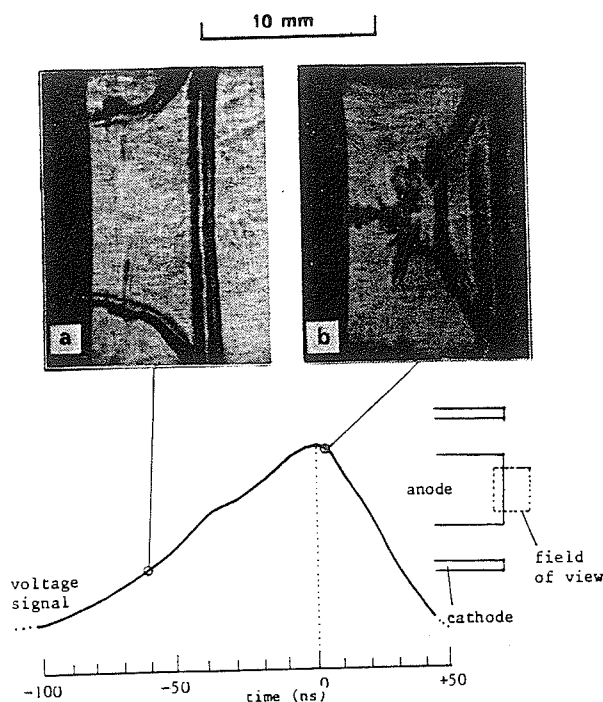 10 mm
a
b
anode
field
of view
voltage
signal
cathode
-100
-50
0
+50
time (ns)